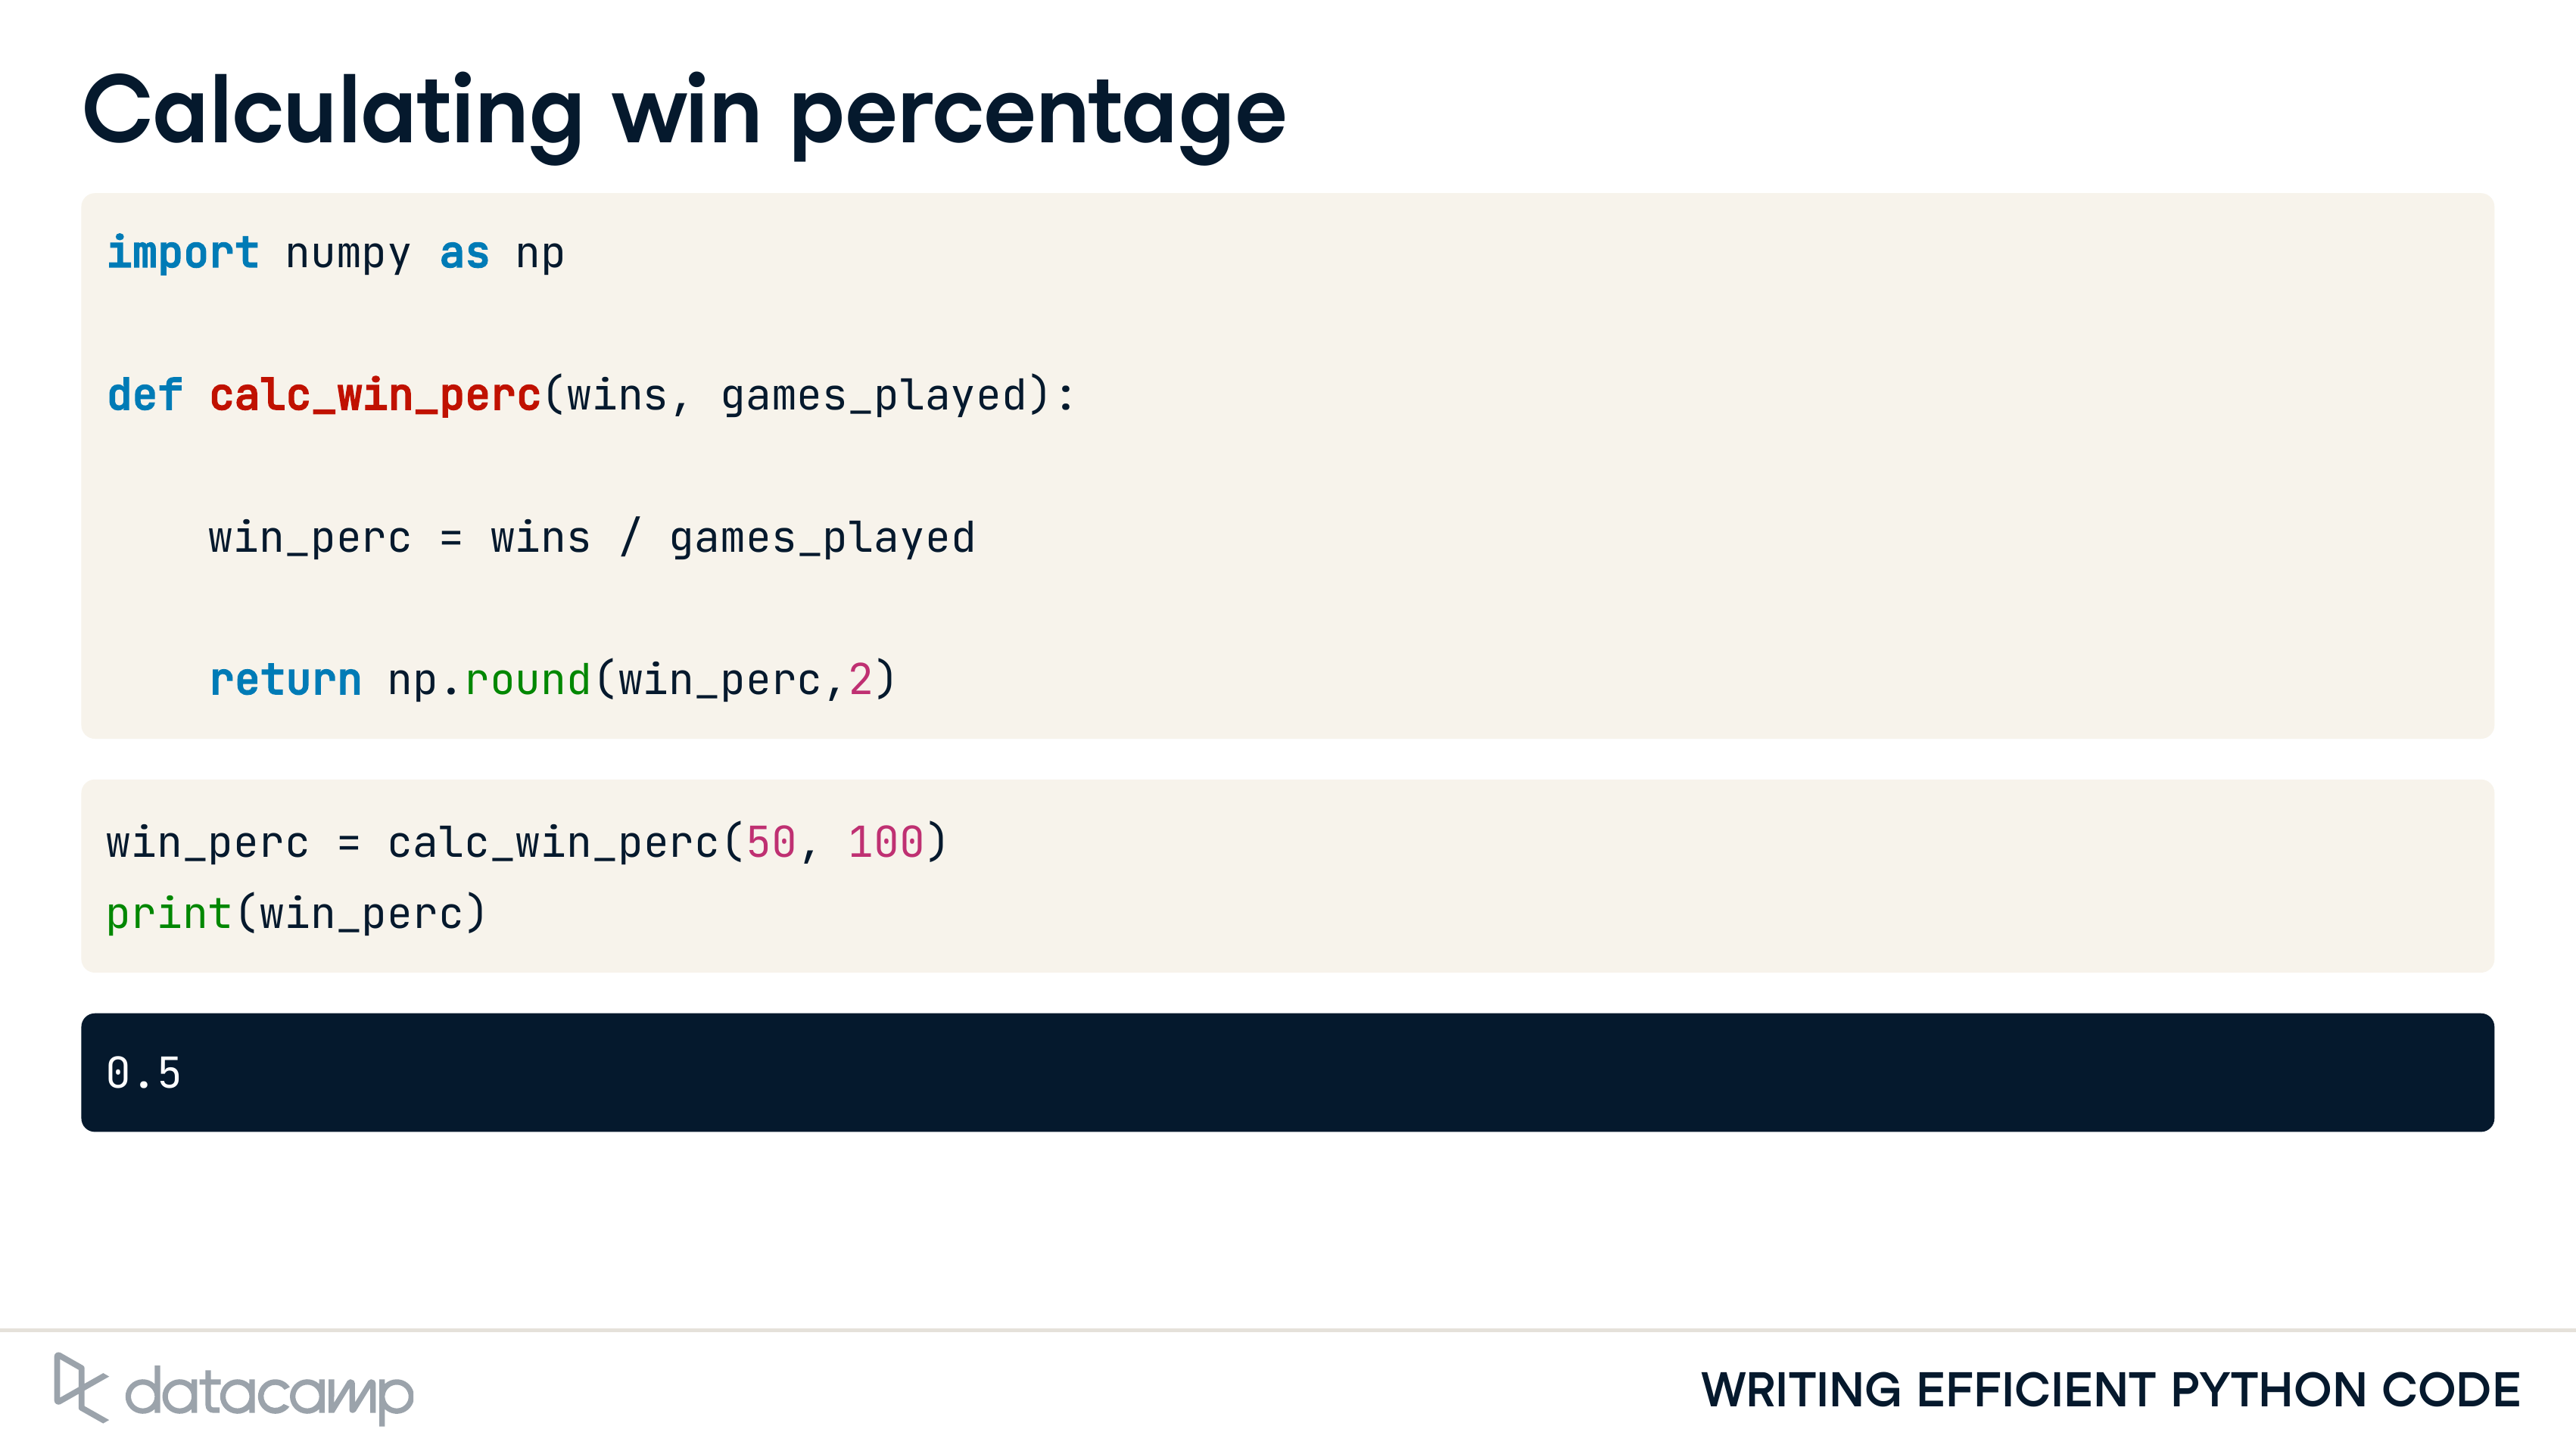 Calculating win percentage
import numpy as np
def calc_win_perc(wins, games_played):
    win_perc = wins / games_played
    return np.round(win_perc,2)
win_perc = calc_win_perc(50, 100)
print(win_perc)
0.5
datacamp
WRITING EFFICIENT PYTHON CODE